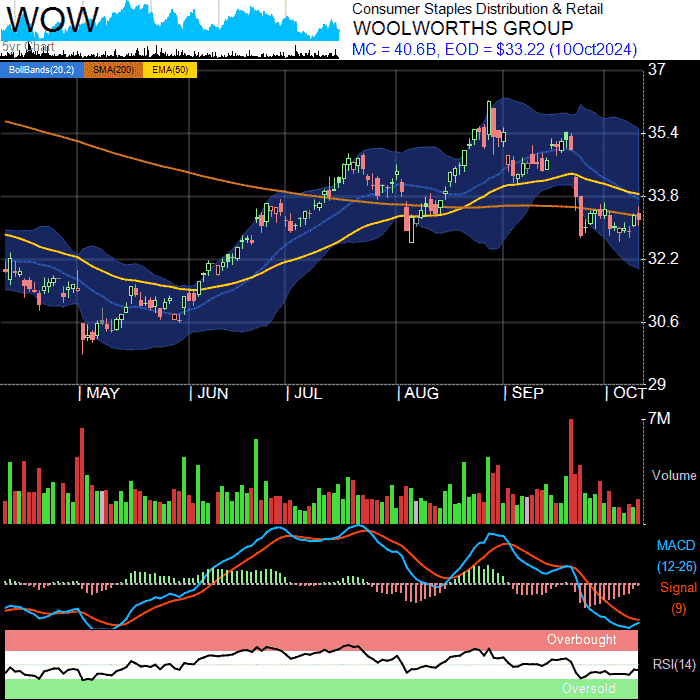 WOW
5yr Chart
Consumer Staples Distribution & Retail
WOOLWORTHS GROUP
MC = 40.6B, EOD = $33.22 (10Oct2024)
BollBands(20,2) SMA(200) EMA(50)
37
35.4
33.8
32.2
30.6
29
| MAY | JUN | JUL | AUG | SEP | OCT
7M
Volume
MACD
(12-26)
Signal
(9)
Overbought
RSI(14)
Oversold